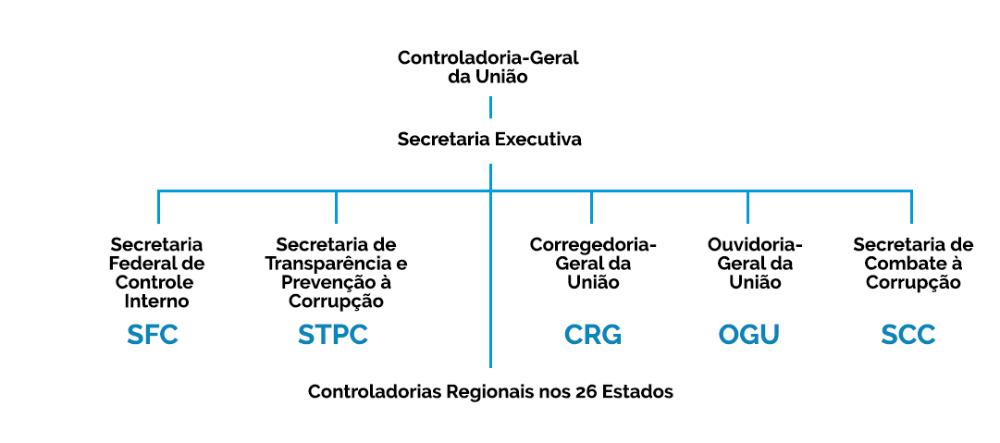 Controladoria-Geral
da União
Secretaria Executiva
Secretaria
Federal de
Controle
Interno
SFC
Secretaria de
Transparência e
Prevenção à
Corrupção
STPC
Corregedoria-
Geral da
União
CRG
Ouvidoria-
Geral da
União
OGU
Secretaria de
Combate à
Corrupção
SCC
Controladorias Regionais nos 26 Estados